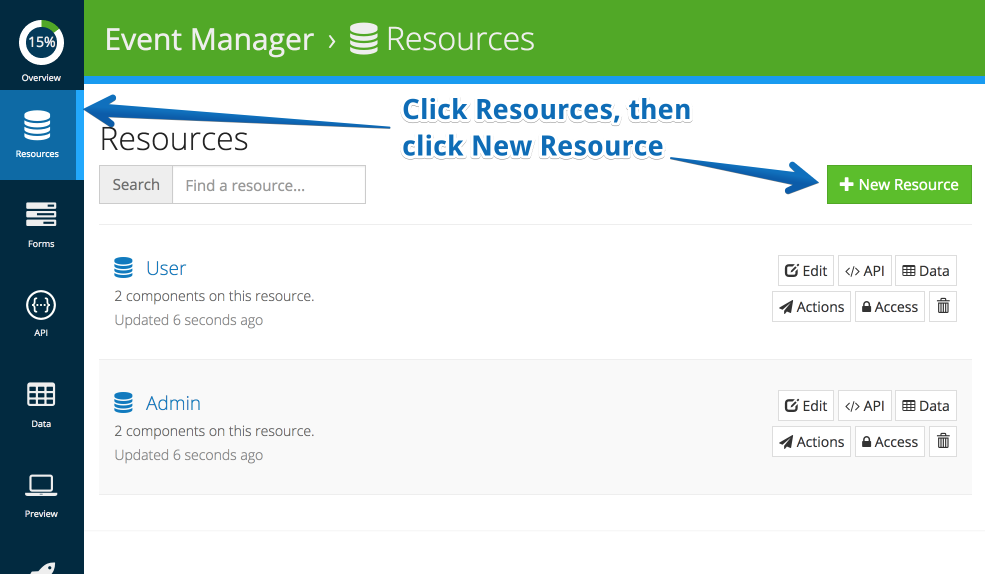 15%
Overview
Resources
Forms
API
Data
Preview
Event Manager › Resources
Click Resources, then
click New Resource
Resources
Search Find a resource...
New Resource
User
2 components on this resource.
Updated 6 seconds ago
Edit </> API Data
Actions Access
Admin
2 components on this resource.
Updated 6 seconds ago
Edit </> API Data
Actions Access